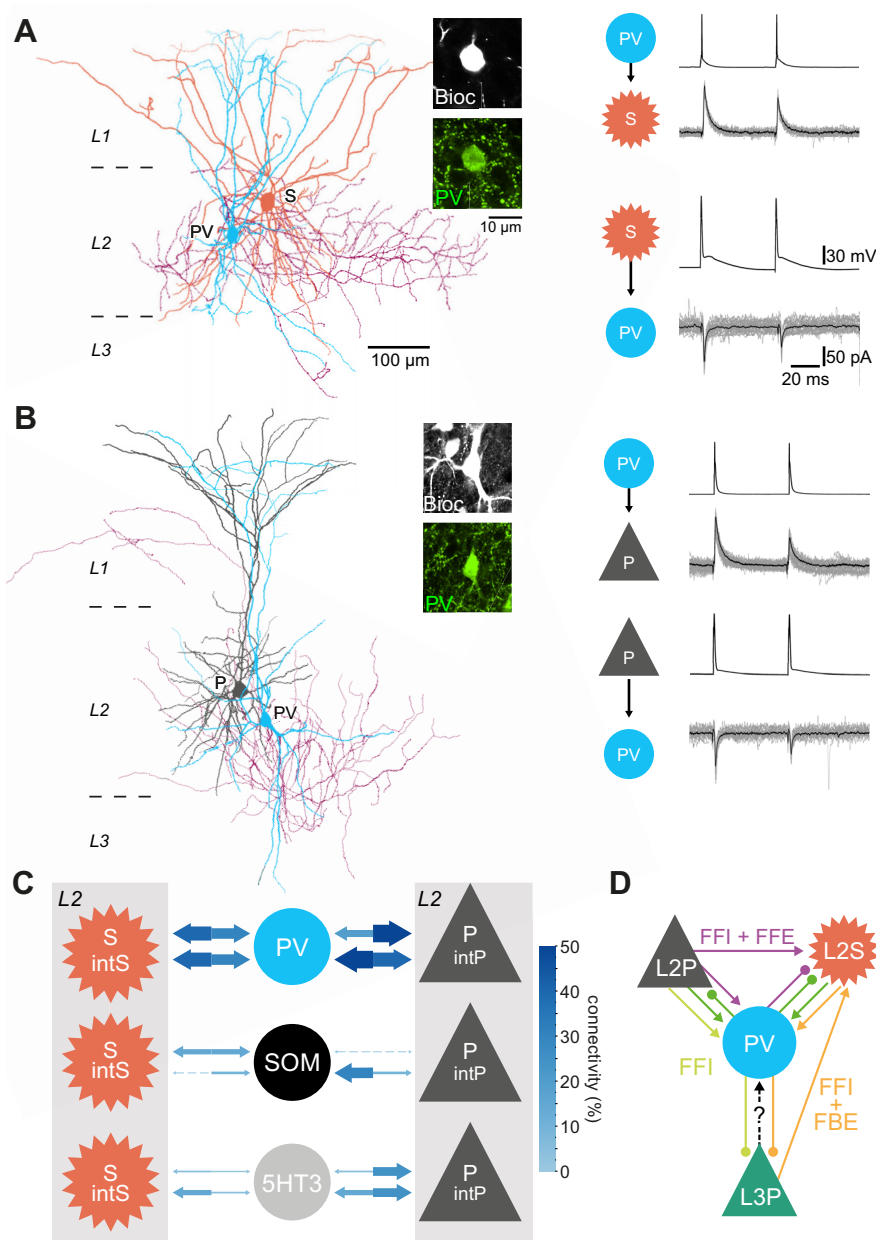 A
L1
L2
L3
PV
S
100 µm
Bioc
PV
10 µm
PV
S
S
PV
30 mV
50 pA
20 ms
B
L1
L2
L3
P
PV
Bioc
PV
PV
P
P
PV
C
L2
L2
S
intS
PV
P
intP
S
intS
SOM
P
intP
S
intS
5HT3
P
intP
50
40
30
20
10
0
connectivity (%)
D
L2P
FFI + FFE
L2S
PV
FFI
?
FFI
+
FBE
L3P